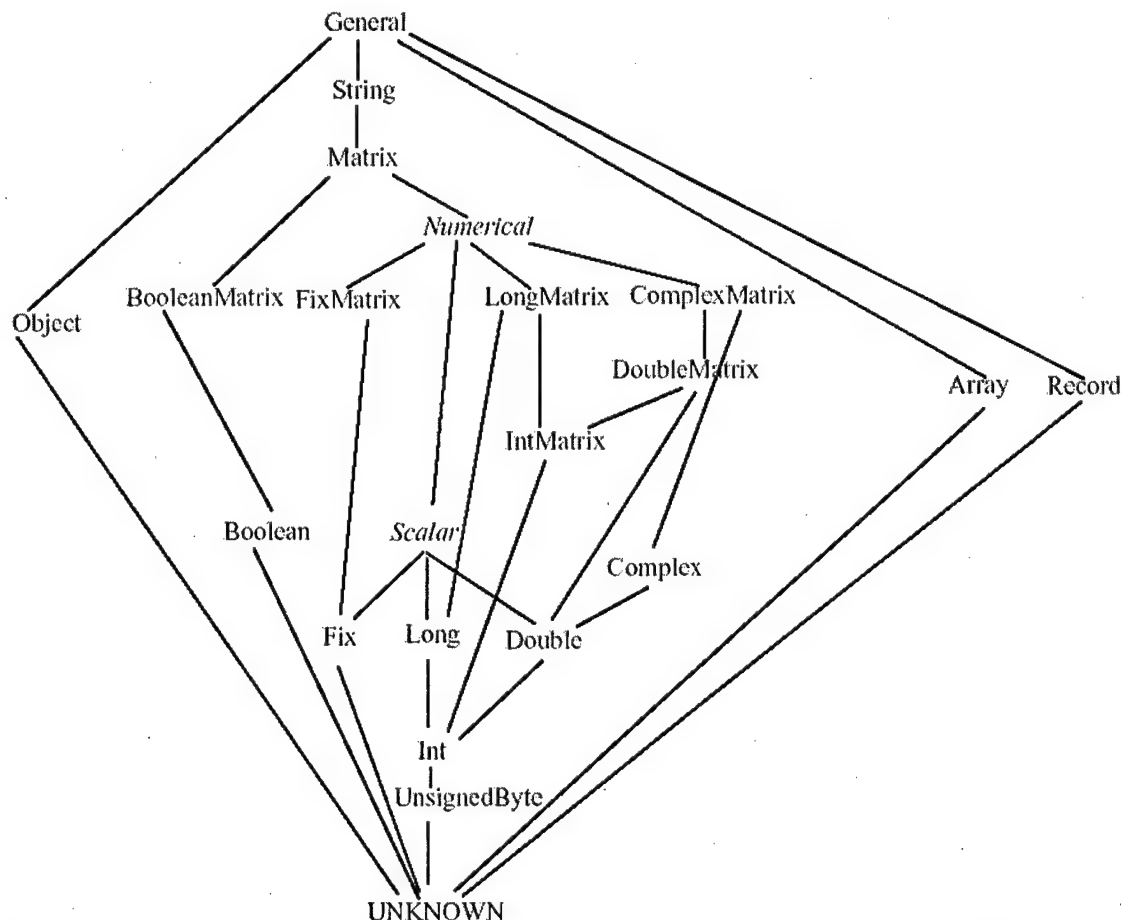 General
String
Matrix
Numerical
BooleanMatrix FixMatrix LongMatrix ComplexMatrix
Object
DoubleMatrix Array Record
IntMatrix
Boolean Scalar
Complex
Fix Long Double
Int
UnsignedByte
UNKNOWN